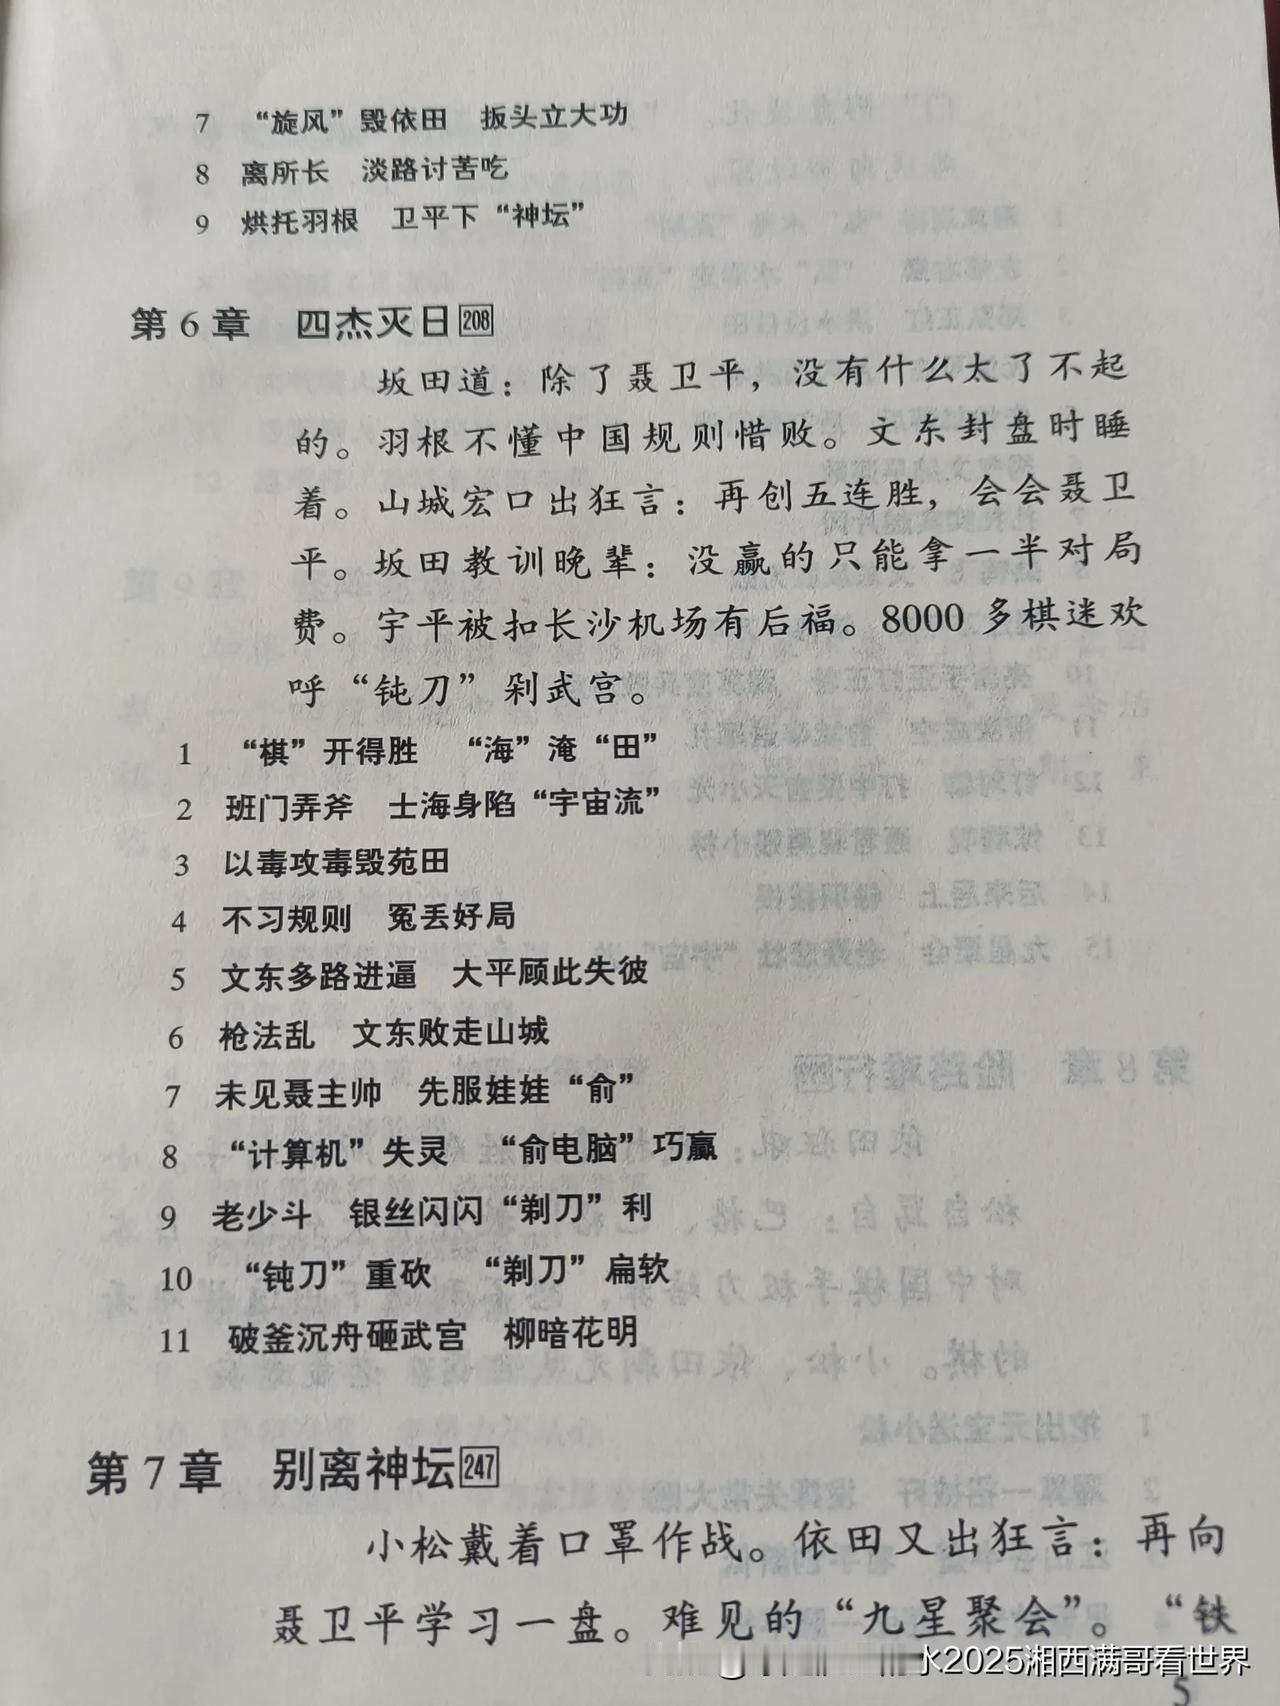 7 “旋风”毁依田 扳头立大功
8 离所长 淡路讨苦吃
9 烘托羽根 卫平下“神坛”
第6章 四杰灭日208
坂田道：除了聂卫平，没有什么太了不起
的。羽根不懂中国规则惜败。文东封盘时睡
着。山城宏口出狂言：再创五连胜，会会聂卫
平。坂田教训晚辈：没赢的只能拿一半对局
费。宇平被扣长沙机场有后福。8000多棋迷欢
呼“钝刀”剁武宫。
1 “棋”开得胜 “海”淹“田”
2 班门弄斧 士海身陷“宇宙流”
3 以毒攻毒毁苑田
4 不习规则 冤丢好局
5 文东多路进逼 大平顾此失彼
6 枪法乱 文东败走山城
7 未见聂主帅 先服娃娃“俞”
8 “计算机”失灵 “俞电脑”巧赢
9 老少斗 银丝闪闪“剃刀”利
10 “钝刀”重砍 “剃刀”扁软
11 破釜沉舟砸武宫 柳暗花明
第7章 别离神坛247
小松戴着口罩作战。依田又出狂言：再向
聂卫平学习一盘。难见的“九星聚会”。“铁
2025湘西满哥看世界
5